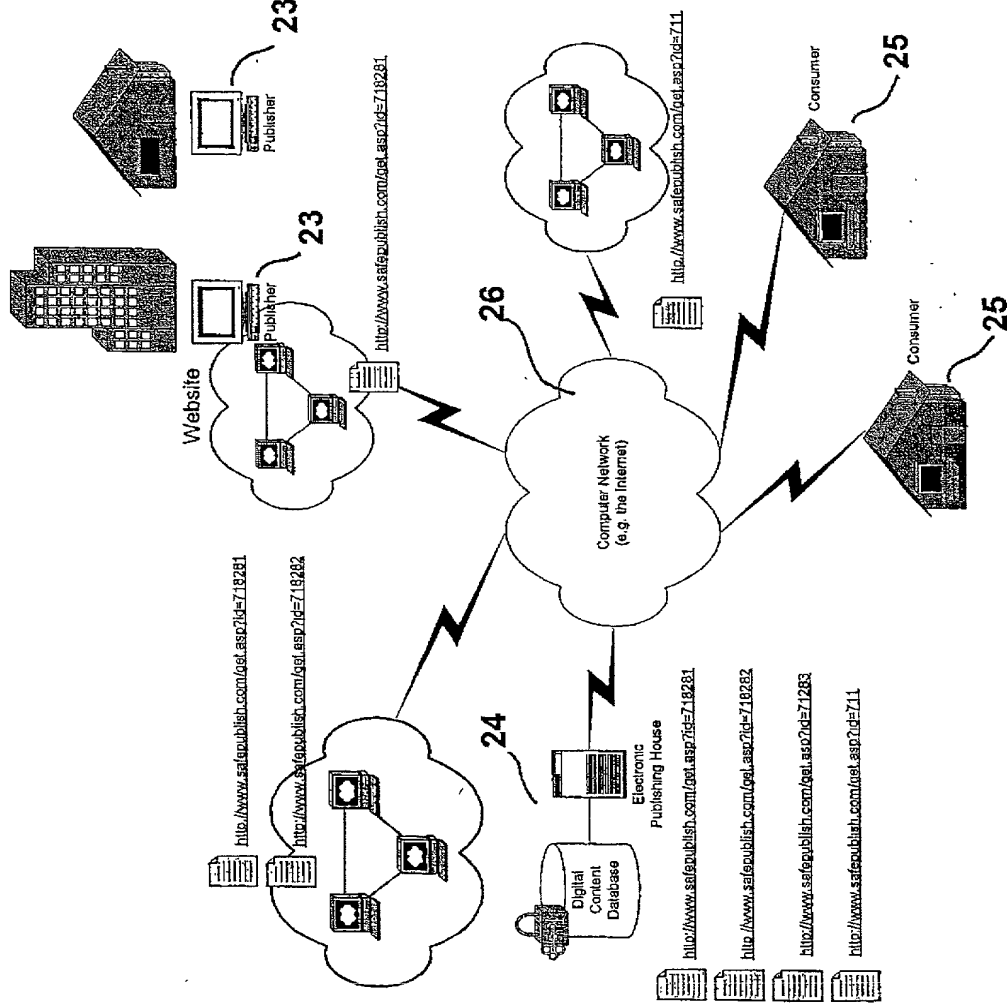 23
Publisher
23
Publisher
Website
http://www.safepublish.com/get.asp?id=718281
http://www.safepublish.com/get.asp?id=718281
http://www.safepublish.com/get.asp?id=718282
http://www.safepublish.com/get.asp?id=711
26
Computer Network
(e.g. the Internet)
24
Electronic
Publishing House
Digital
Content
Database
http://www.safepublish.com/get.asp?id=718281
http://www.safepublish.com/get.asp?id=718282
http://www.safepublish.com/get.asp?id=71283
http://www.safepublish.com/get.asp?id=711
Consumer
25
Consumer
25